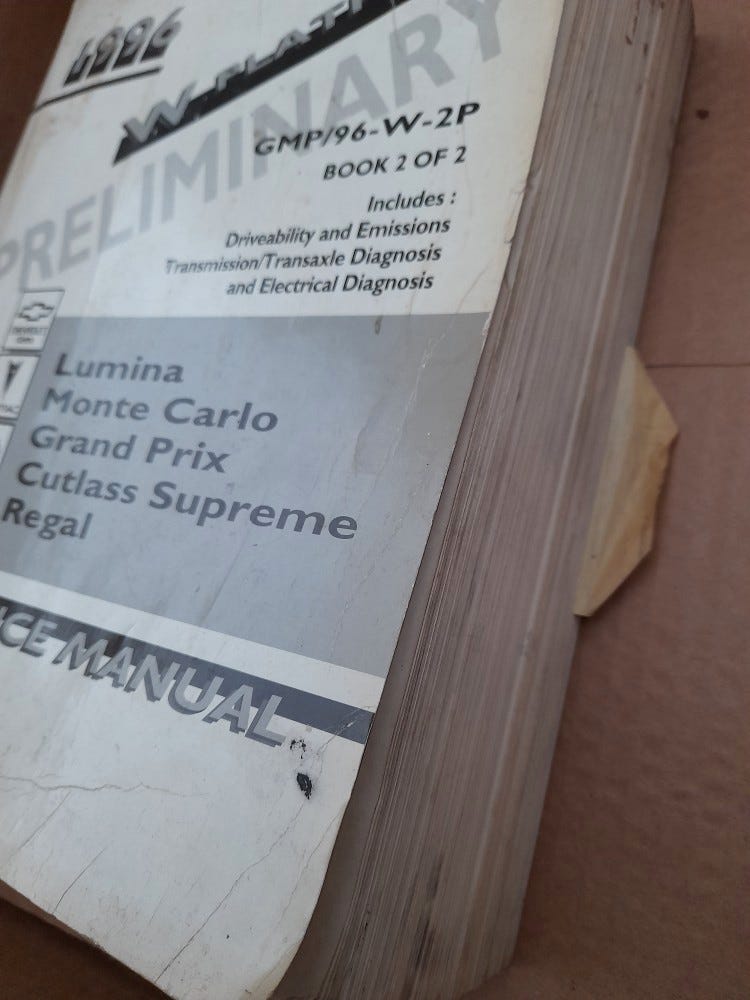 1996
W PLATF
PRELIMINARY
GMP/96-W-2P
BOOK 2 OF 2
Includes :
Driveability and Emissions
Transmission/Transaxle Diagnosis
and Electrical Diagnosis
CHEVROLET
Lumina
Monte Carlo
Grand Prix
Cutlass Supreme
Regal
ICE MANUAL